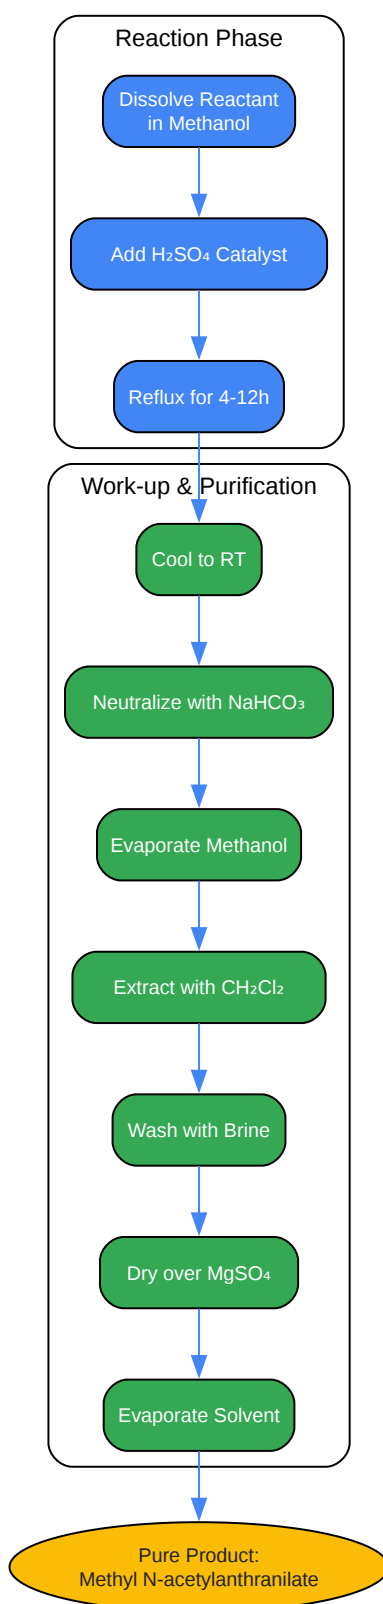 Reaction Phase
Dissolve Reactant
in Methanol
Add H₂SO₄ Catalyst
Reflux for 4-12h
Work-up & Purification
Cool to RT
Neutralize with NaHCO₃
Evaporate Methanol
Extract with CH₂Cl₂
Wash with Brine
Dry over MgSO₄
Evaporate Solvent
Pure Product:
Methyl N-acetylanthranilate